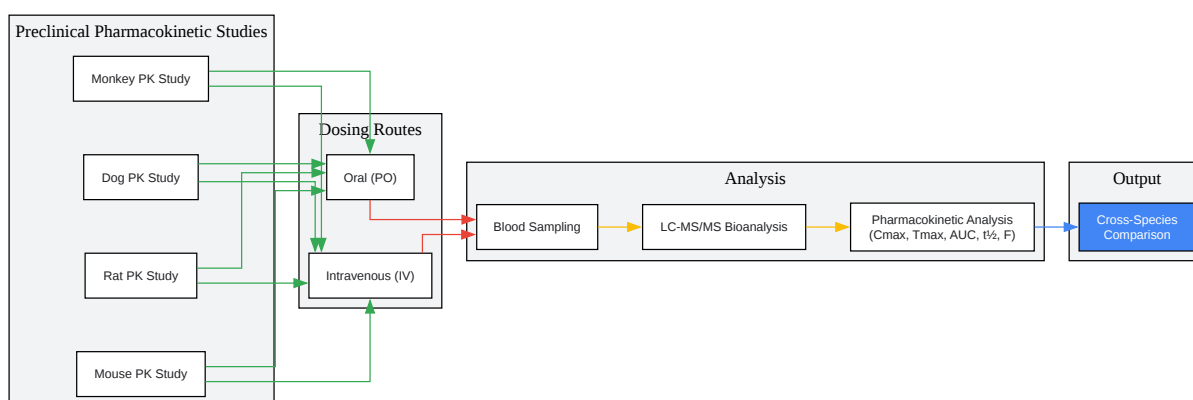 Preclinical Pharmacokinetic Studies
Monkey PK Study
Dog PK Study
Rat PK Study
Mouse PK Study
Dosing Routes
Oral (PO)
Intravenous (IV)
Analysis
Blood Sampling
LC-MS/MS Bioanalysis
Pharmacokinetic Analysis
(Cmax, Tmax, AUC, t½, F)
Output
Cross-Species
Comparison